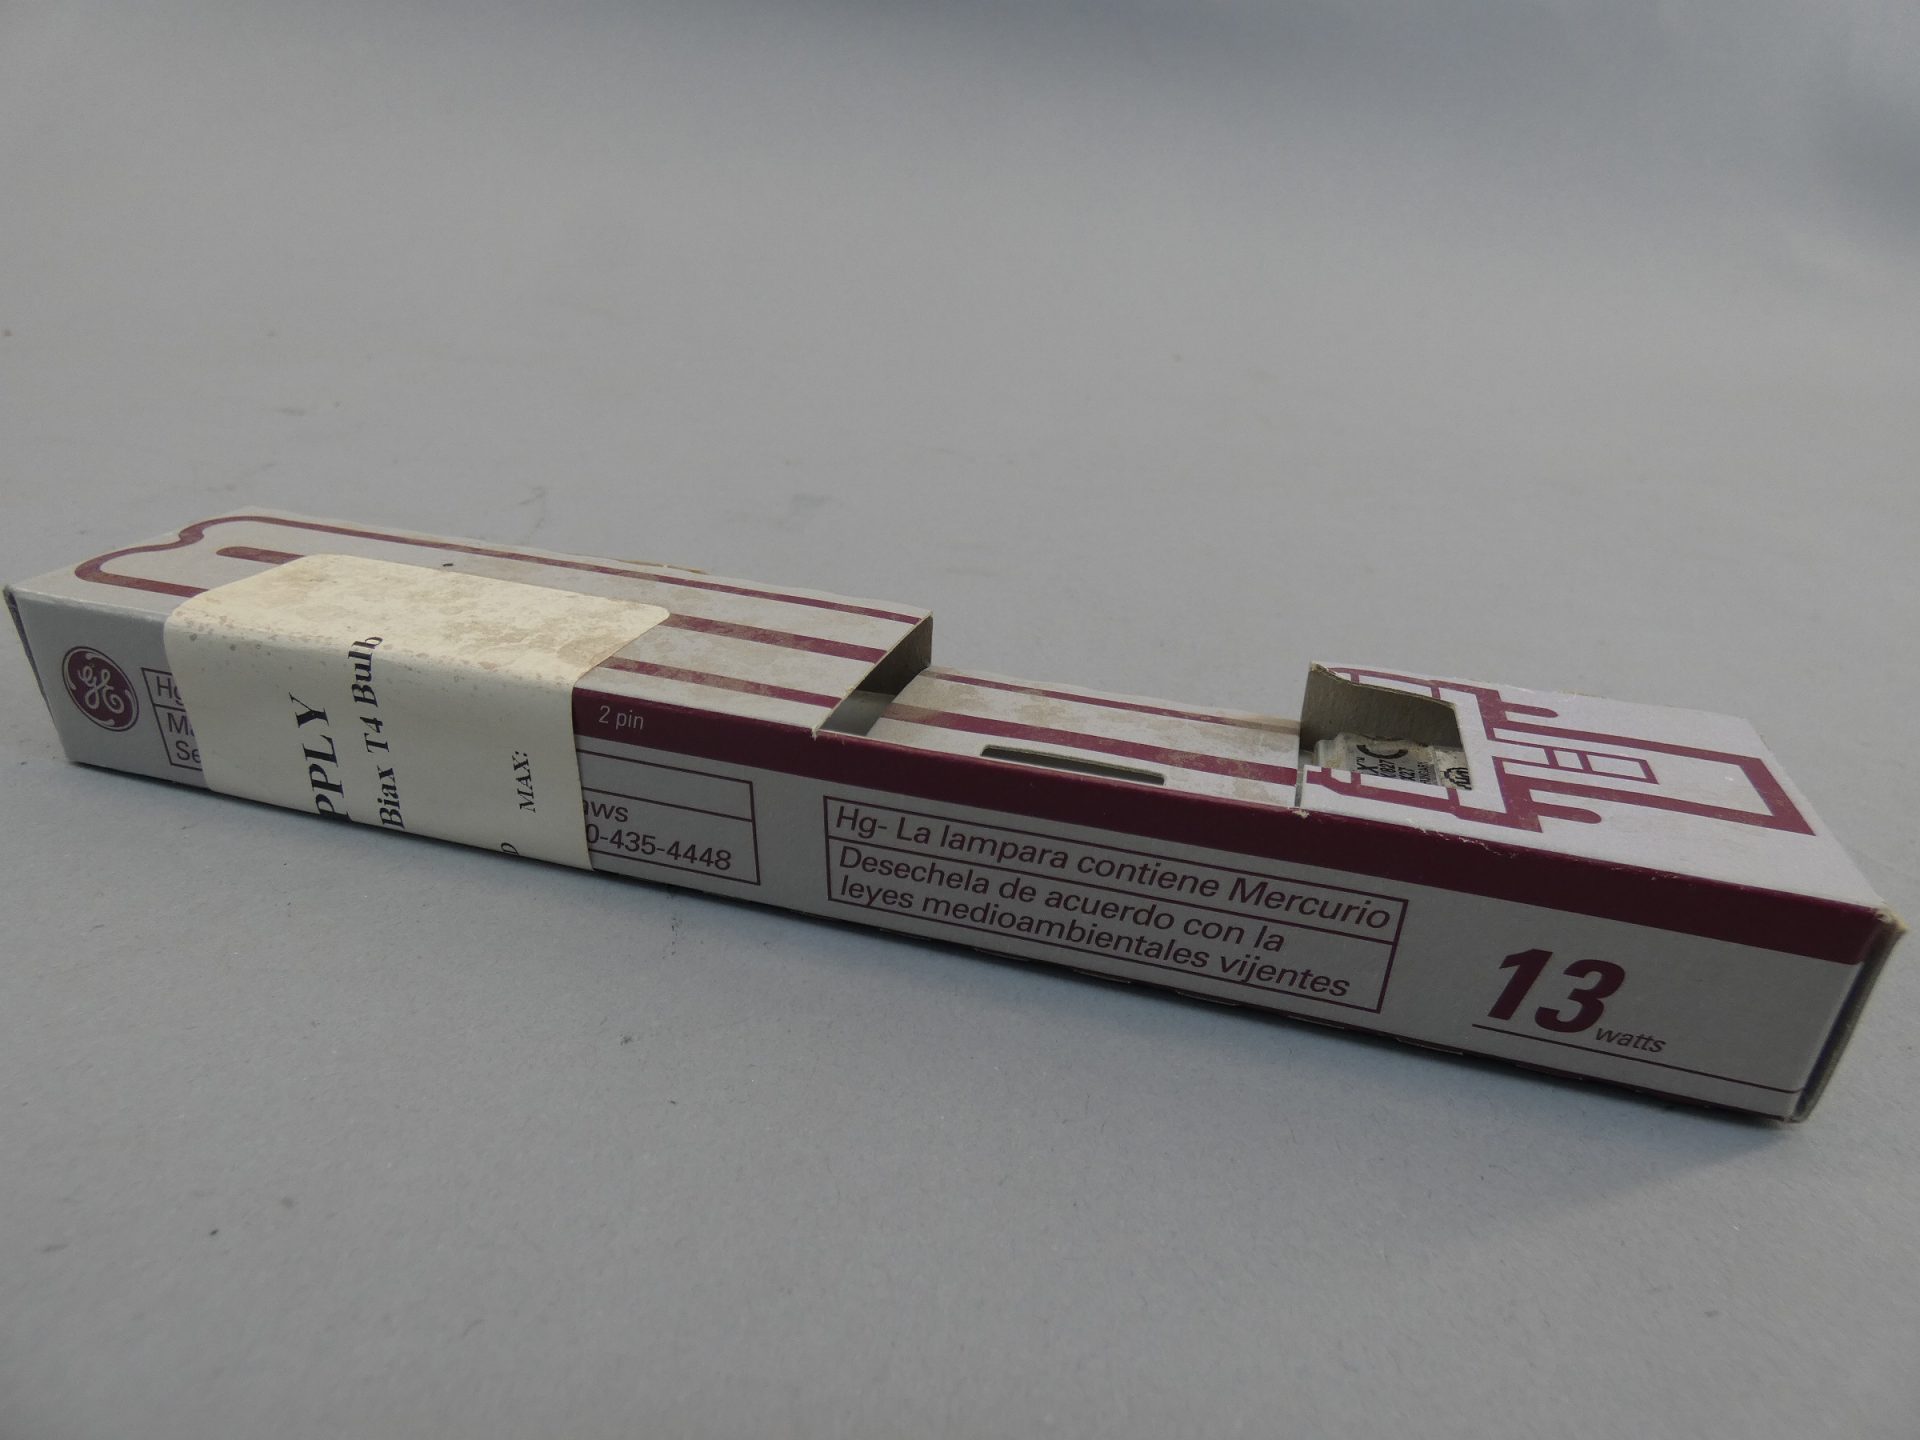 GE
2 pin
PPLY
Biax T4 Bulb
MAX:
aws
0-435-4448
Hg- La lampara contiene Mercurio
Desechela de acuerdo con la
leyes medioambientales vijentes
13
watts